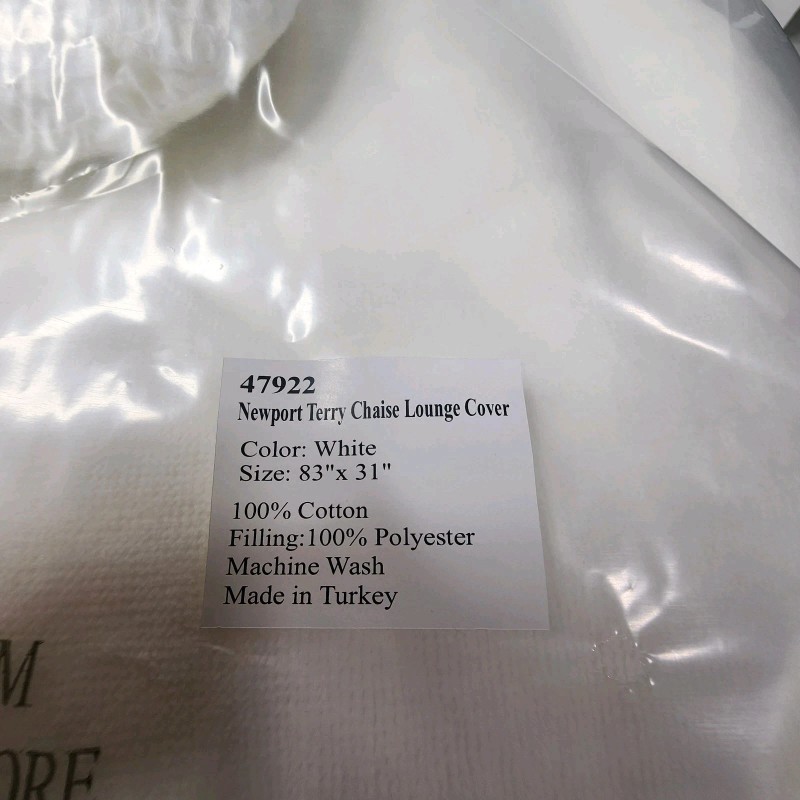 47922
Newport Terry Chaise Lounge Cover
Color: White
Size: 83"x 31"
100% Cotton
Filling:100% Polyester
Machine Wash
Made in Turkey